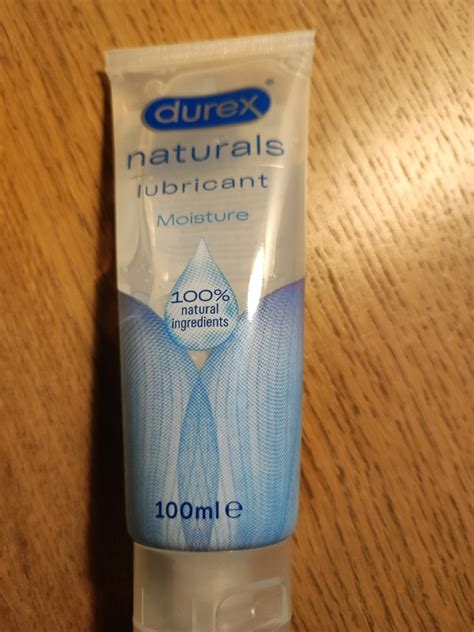 durex®
naturals
lubricant
Moisture
100%
natural
ingredients
100ml e